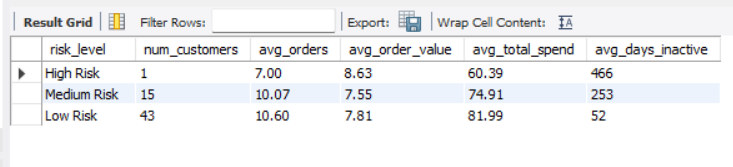 Result Grid Filter Rows: Export: Wrap Cell Content: IA
risk_level num_customers avg_orders avg_order_value avg_total_spend avg_days_inactive
High Risk 1 7.00 8.63 60.39 466
Medium Risk 15 10.07 7.55 74.91 253
Low Risk 43 10.60 7.81 81.99 52